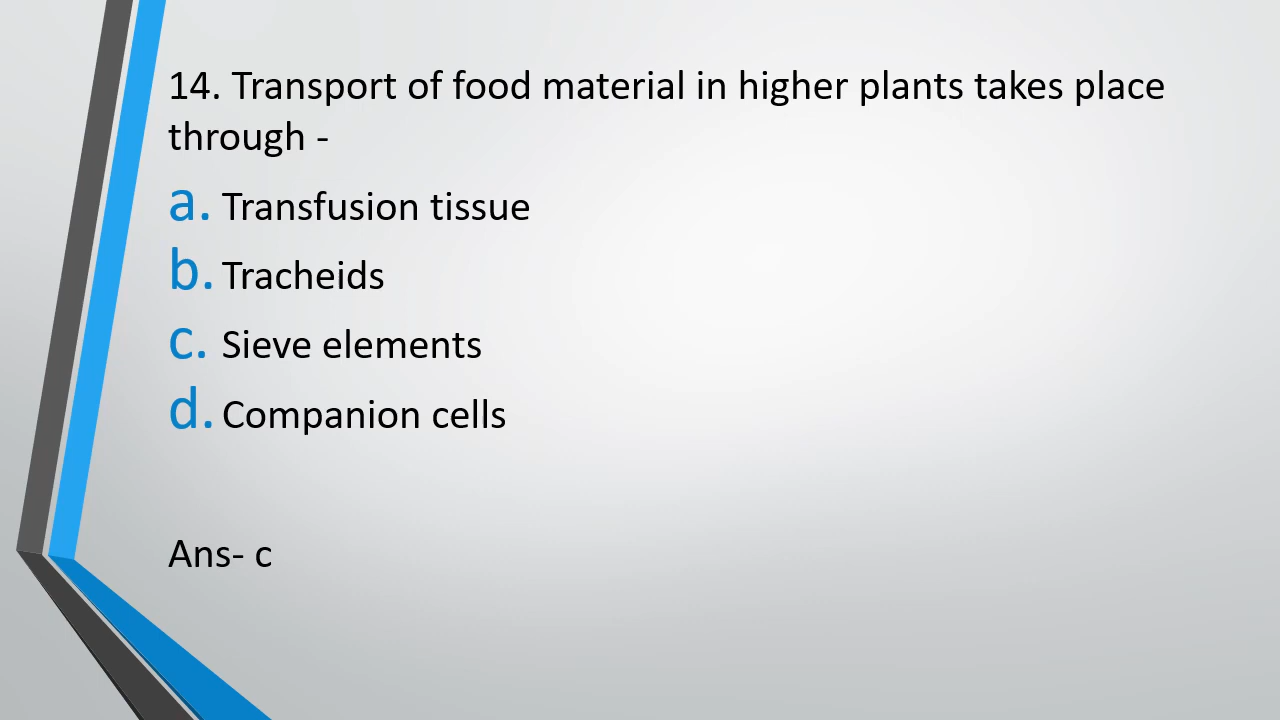 14. Transport of food material in higher plants takes place
through -
a. Transfusion tissue
b. Tracheids
c. Sieve elements
d. Companion cells
Ans- c